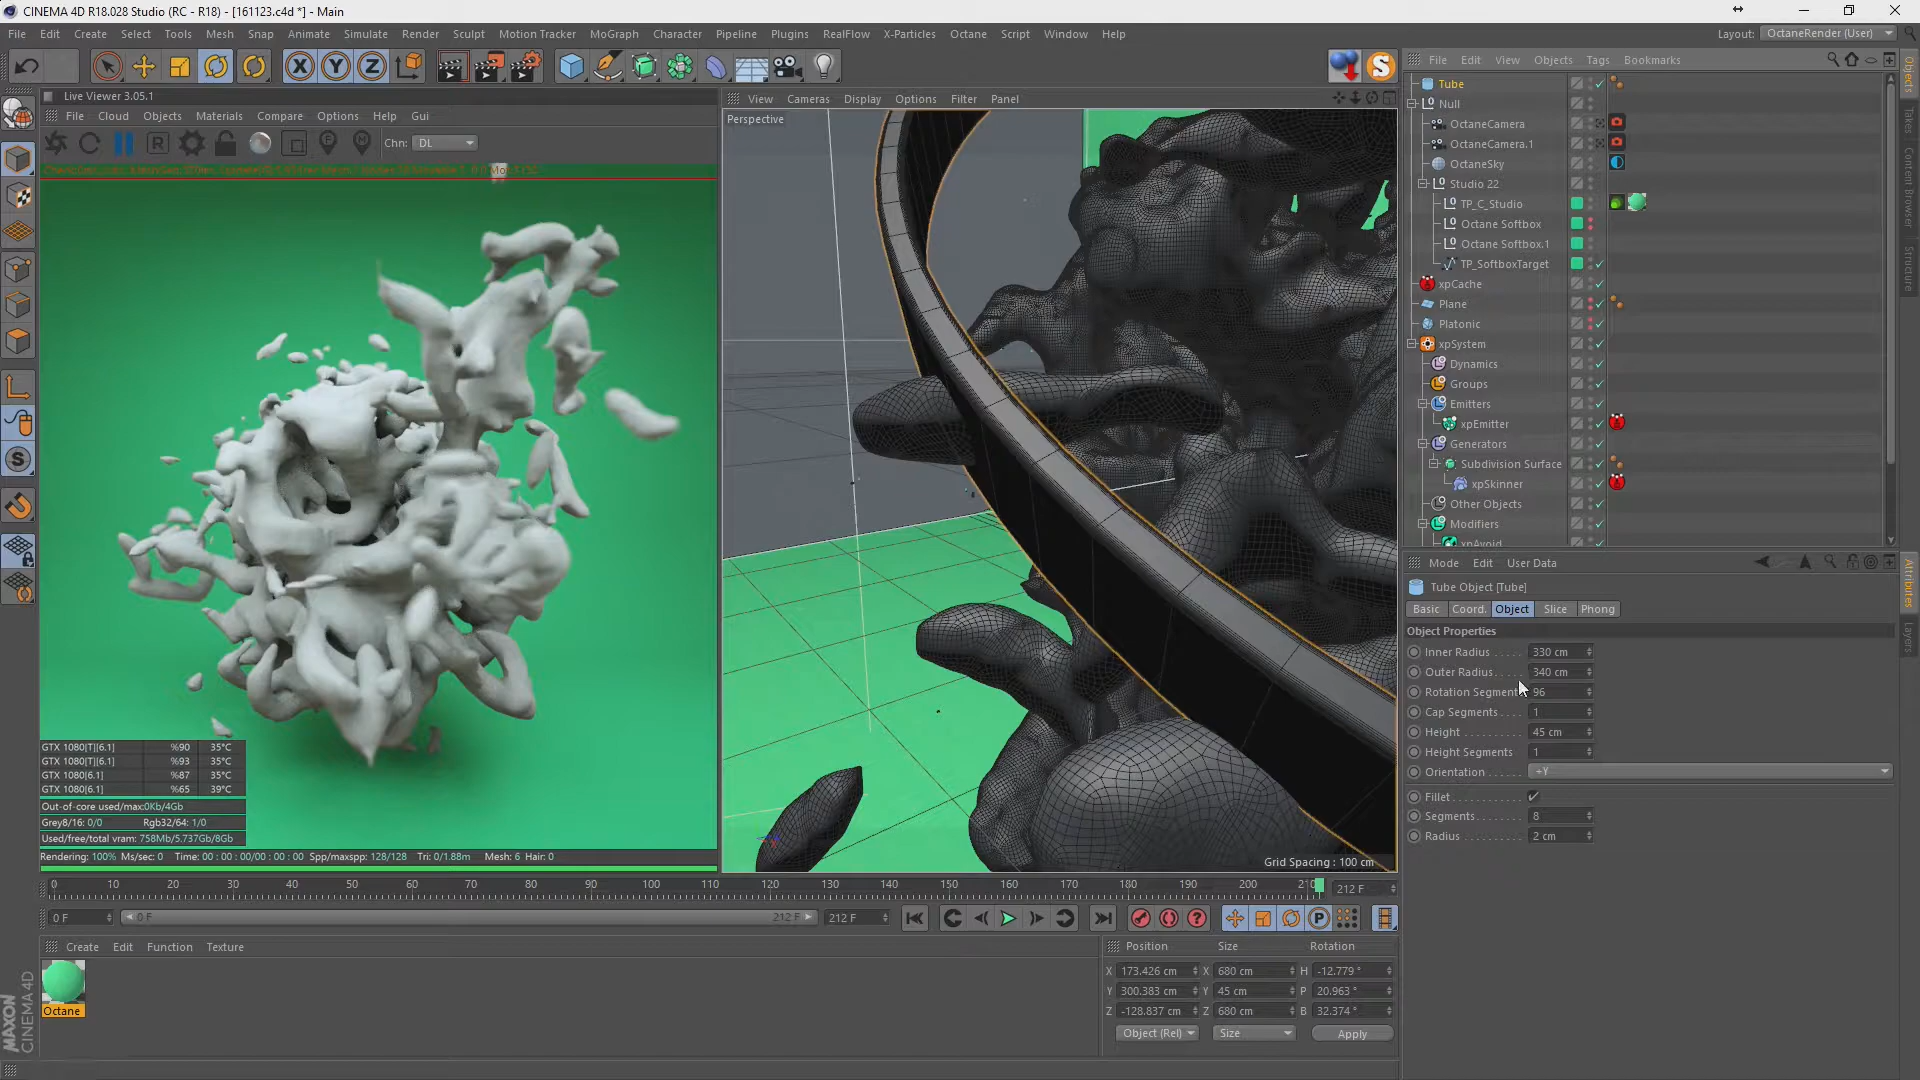 CINEMA 4D R18.028 Studio (RC - R18) - [161123.c4d *] - Main
File Edit Create Select Tools Mesh Snap Animate Simulate Render Sculpt Motion Tracker MoGraph Character Pipeline Plugins RealFlow X-Particles Octane Script Window Help
Layout: OctaneRender (User)
File Edit View Objects Tags Bookmarks
Live Viewer 3.05.1
File Cloud Objects Materials Compare Options Help Gui
Chn: DL
View Cameras Display Options Filter Panel
Perspective
Tube
Null
OctaneCamera
OctaneCamera.1
OctaneSky
Studio 22
TP_C_Studio
Octane Softbox
Octane Softbox.1
TP_SoftboxTarget
xpCache
Plane
Platonic
xpSystem
Dynamics
Groups
Emitters
xpEmitter
Generators
Subdivision Surface
xpSkinner
Other Objects
Modifiers
xpAvoid
Objects
Takes
Content Browser
Structure
Attributes
Layers
Mode Edit User Data
Tube Object [Tube]
Basic Coord. Object Slice Phong
Object Properties
Inner Radius 330 cm
Outer Radius 340 cm
Rotation Segment 96
Cap Segments 1
Height 45 cm
Height Segments 1
Orientation +Y
Fillet
Segments 8
Radius 2 cm
GTX 1080[T][6.1] %90 35°C
GTX 1080[T][6.1] %93 35°C
GTX 1080[6.1] %87 35°C
GTX 1080[6.1] %65 39°C
Out-of-core used/max:0Kb/4Gb
Grey8/16: 0/0 Rgb32/64: 1/0
Used/free/total vram: 758Mb/5.737Gb/8Gb
Rendering: 100% Ms/sec: 0 Time: 00 : 00 : 00/00 : 00 : 00 Spp/maxspp: 128/128 Tri: 0/1.88m Mesh: 6 Hair: 0
Grid Spacing : 100 cm
0 10 20 30 40 50 60 70 80 90 100 110 120 130 140 150 160 170 180 190 200 210 212 F
0 F 0 F 212 F 212 F
Create Edit Function Texture
Octane
MAXON CINEMA 4D
Position Size Rotation
X 173.426 cm X 680 cm H -12.779 °
Y 300.383 cm Y 45 cm P 20.963 °
Z -128.837 cm Z 680 cm B 32.374 °
Object (Rel) Size Apply